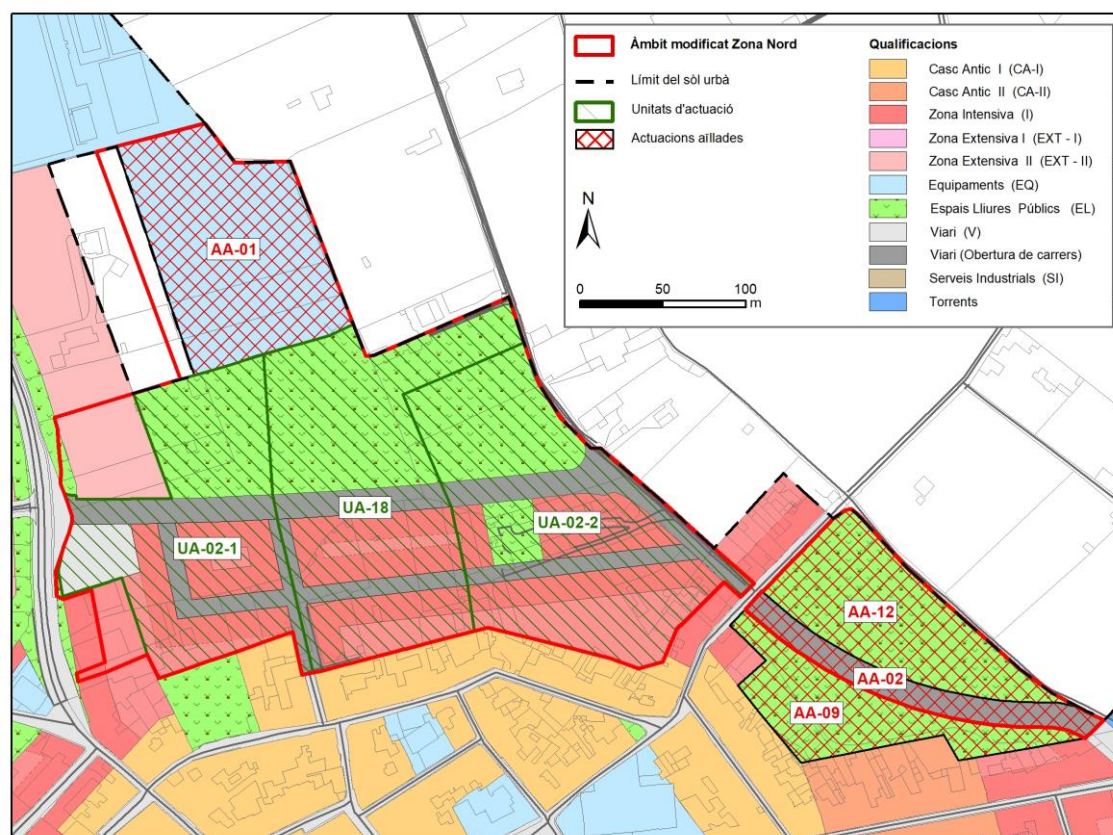 Àmbit modificat Zona Nord
Límit del sòl urbà
Unitats d'actuació
Actuacions aïllades
N
0 50 100
m
Qualificacions
Casc Antic I (CA-I)
Casc Antic II (CA-II)
Zona Intensiva (I)
Zona Extensiva I (EXT - I)
Zona Extensiva II (EXT - II)
Equipaments (EQ)
Espais Lliures Públics (EL)
Viari (V)
Viari (Obertura de carrers)
Serveis Industrials (SI)
Torrents
AA-01
UA-18
UA-02-2
UA-02-1
AA-12
AA-02
AA-09